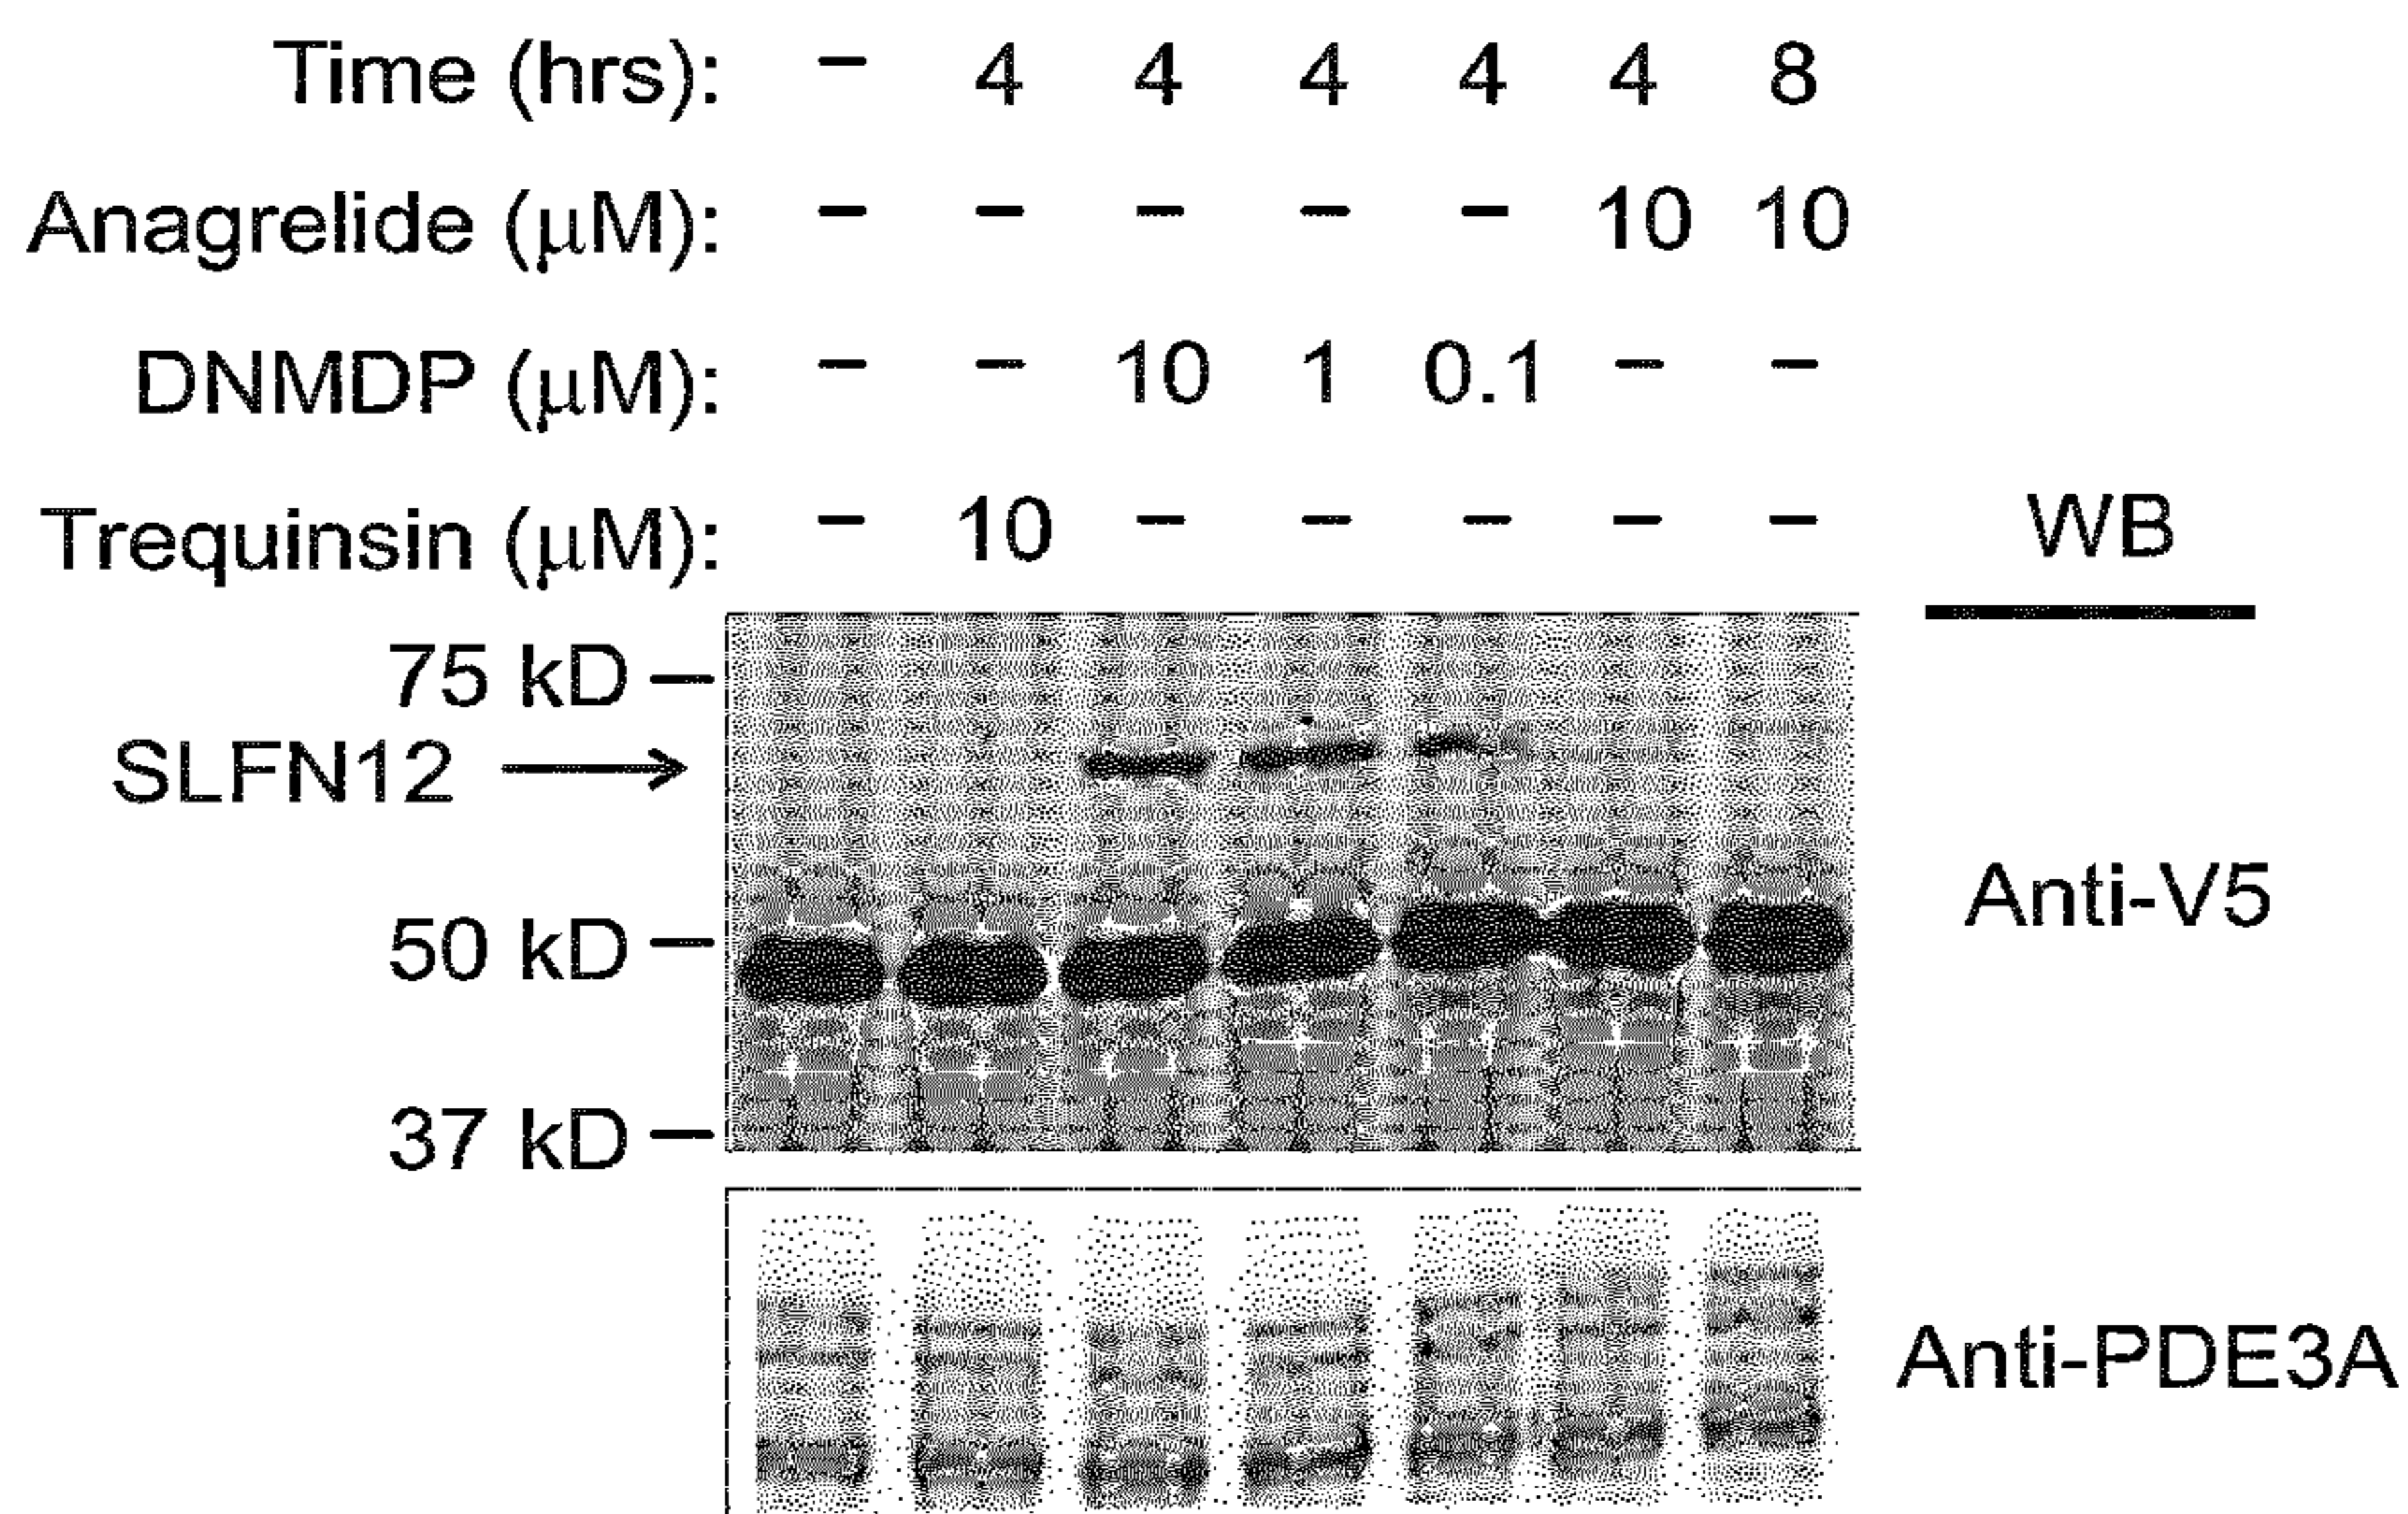 Time (hrs): – 4 4 4 4 4 8
Anagrelide (μM): – – – – – 10 10
DNMDP (μM): – – 10 1 0.1 – –
Trequinsin (μM): – 10 – – – – – WB
75 kD
SLFN12
50 kD
Anti-V5
37 kD
Anti-PDE3A